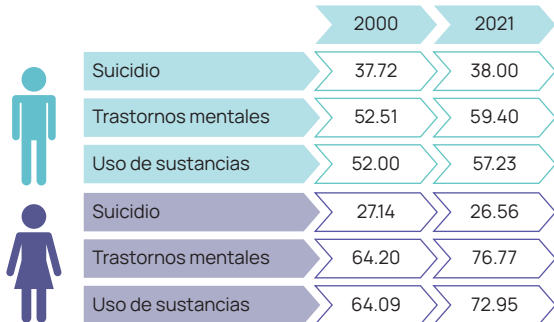 2000 2021
Suicidio 37.72 38.00
Trastornos mentales 52.51 59.40
Uso de sustancias 52.00 57.23
Suicidio 27.14 26.56
Trastornos mentales 64.20 76.77
Uso de sustancias 64.09 72.95